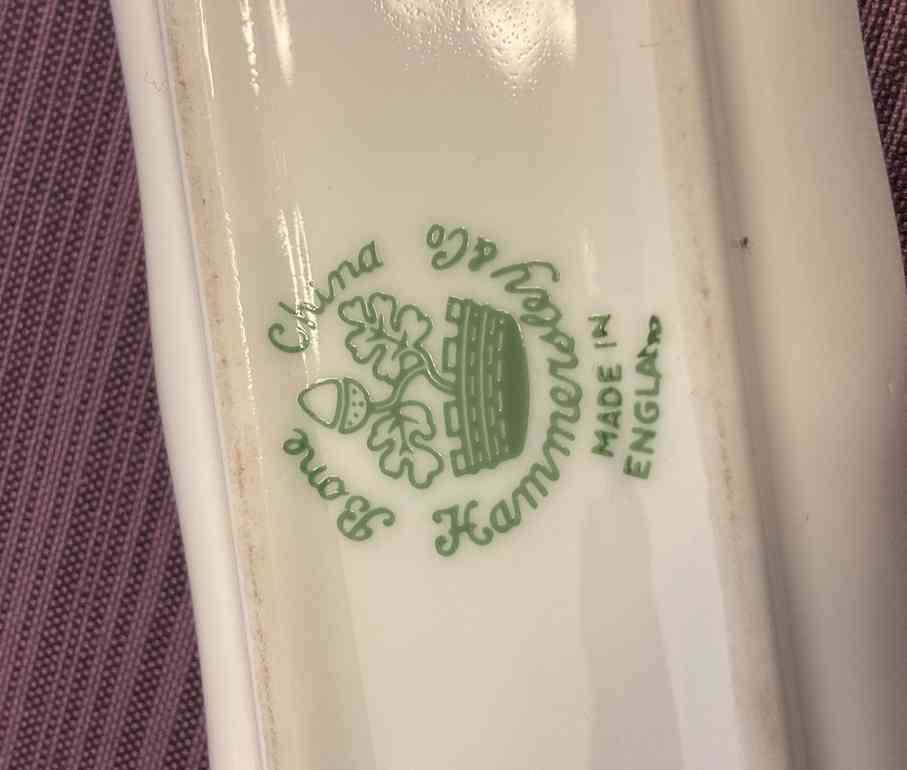 Bone China
Hammersley & Co
MADE IN
ENGLAND